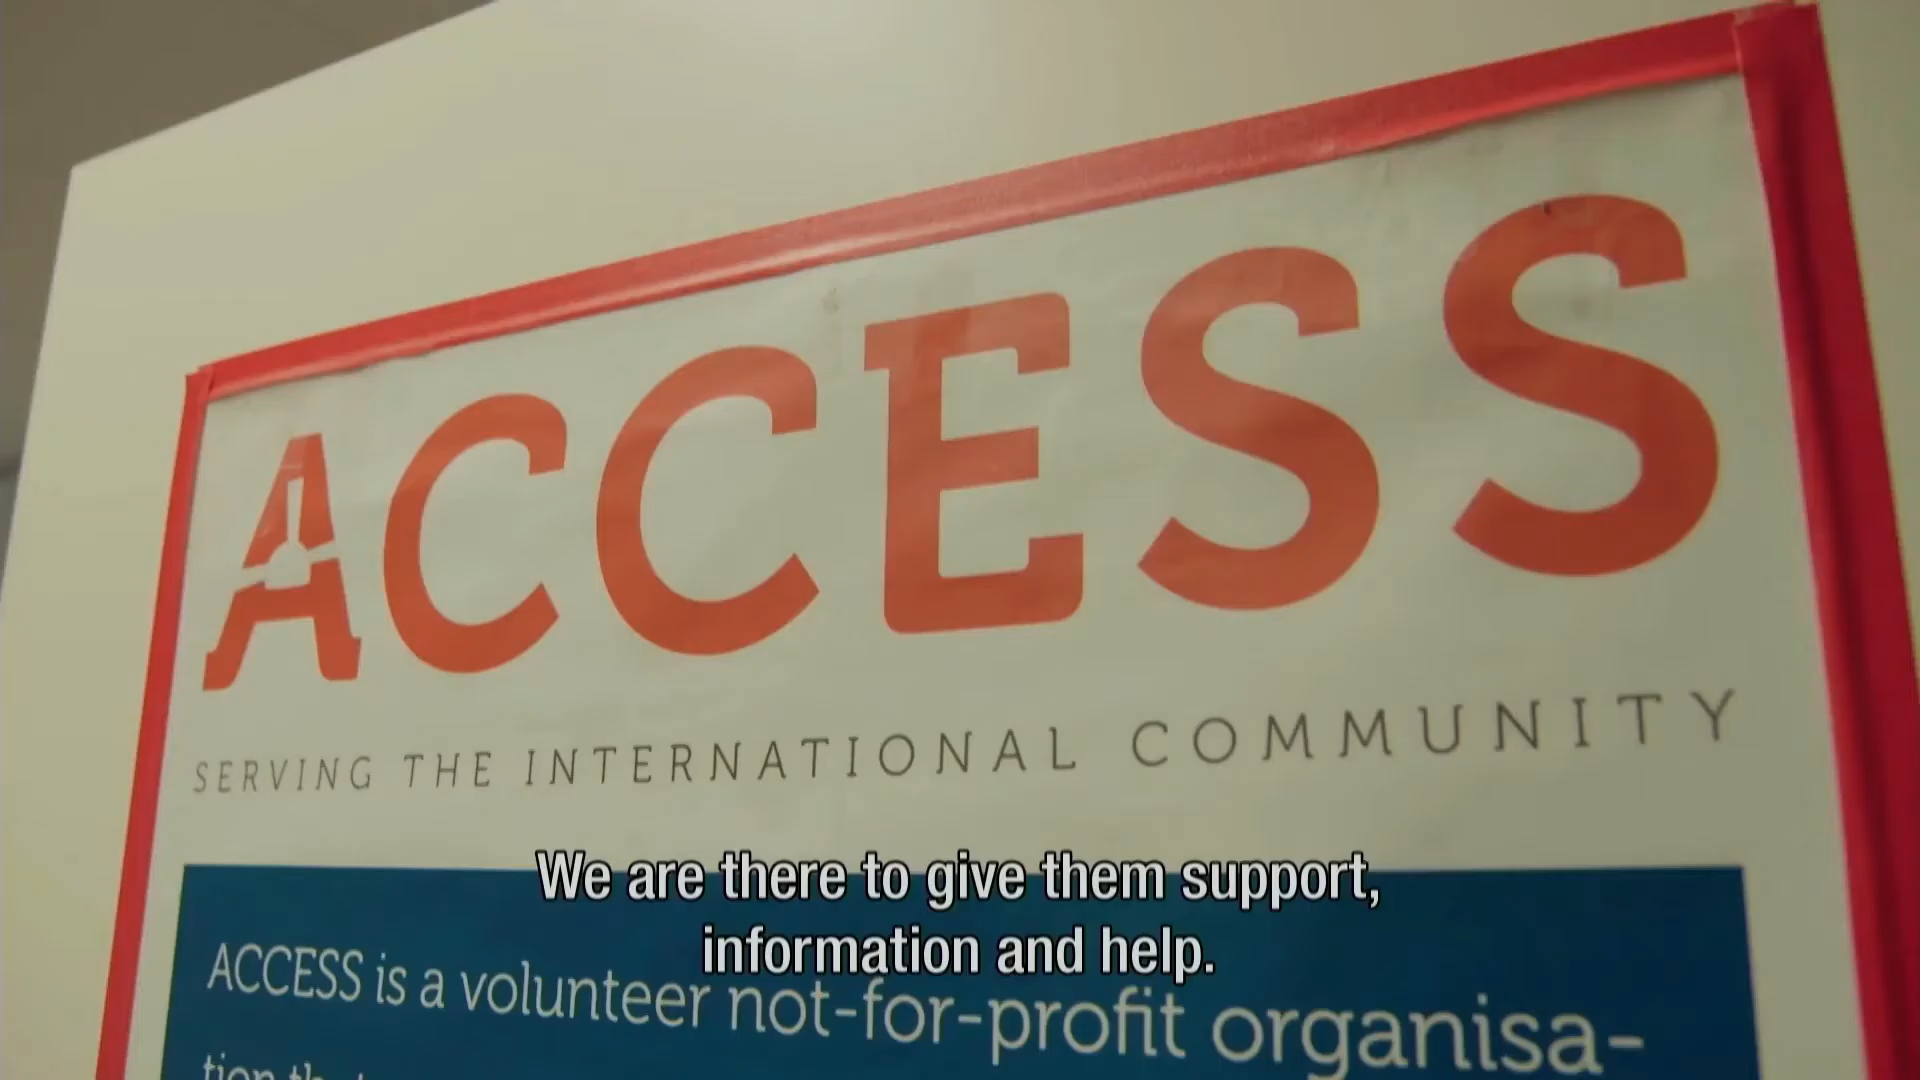 ACCESS
SERVING THE INTERNATIONAL COMMUNITY
We are there to give them support,
information and help.
ACCESS is a volunteer not-for-profit organisa-
tion